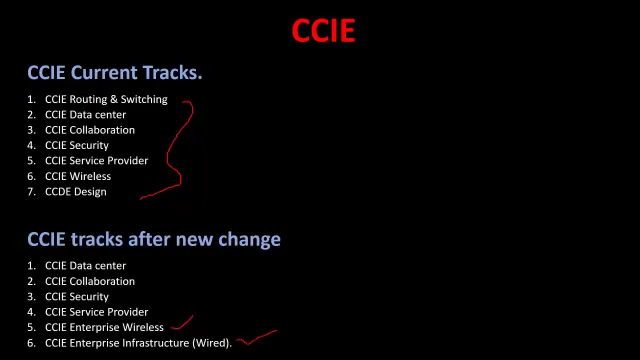 CCIE
CCIE Current Tracks.
1. CCIE Routing & Switching
2. CCIE Data center
3. CCIE Collaboration
4. CCIE Security
5. CCIE Service Provider
6. CCIE Wireless
7. CCDE Design
CCIE tracks after new change
1. CCIE Data center
2. CCIE Collaboration
3. CCIE Security
4. CCIE Service Provider
5. CCIE Enterprise Wireless
6. CCIE Enterprise Infrastructure (Wired).